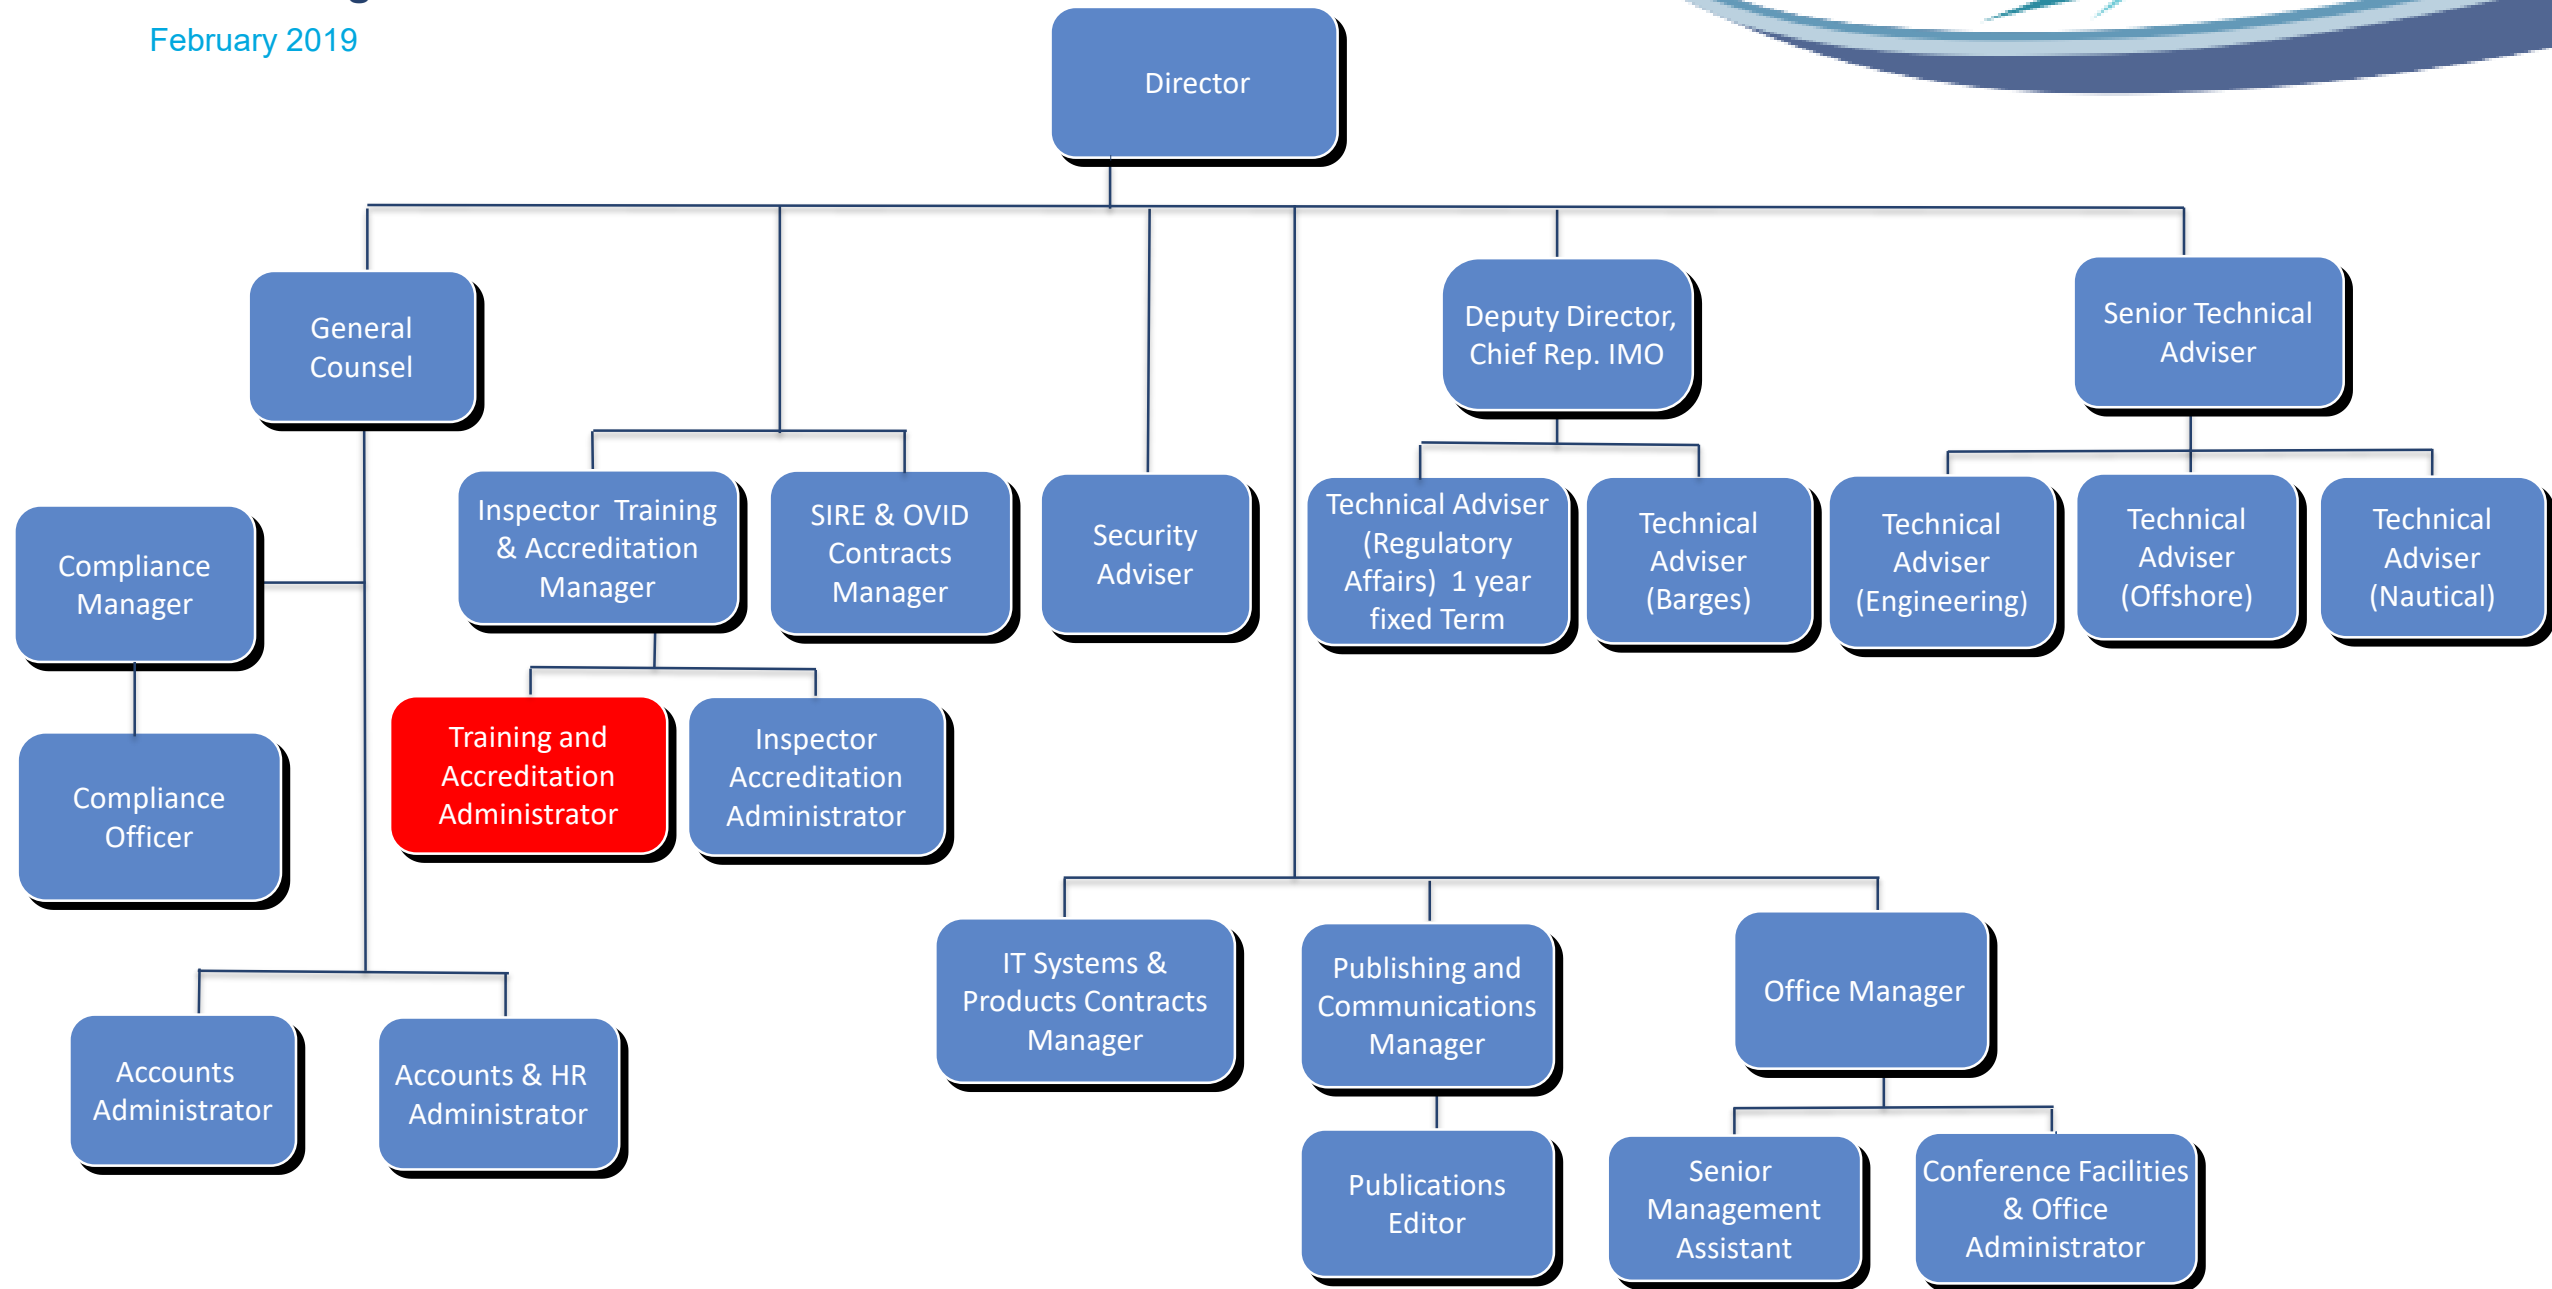 February 2019
Director
General
Counsel
Deputy Director,
Chief Rep. IMO
Senior Technical
Adviser
Compliance
Manager
Inspector  Training
& Accreditation
Manager
SIRE & OVID
Contracts
Manager
Security
Adviser
Technical Adviser
(Regulatory
Affairs)  1 year
fixed Term
Technical
Adviser
(Barges)
Technical
Adviser
(Engineering)
Technical
Adviser
(Offshore)
Technical
Adviser
(Nautical)
Compliance
Officer
Training and
Accreditation
Administrator
Inspector
Accreditation
Administrator
IT Systems &
Products Contracts
Manager
Publishing and
Communications
Manager
Office Manager
Accounts
Administrator
Accounts & HR
Administrator
Publications
Editor
Senior
Management
Assistant
Conference Facilities
& Office
Administrator